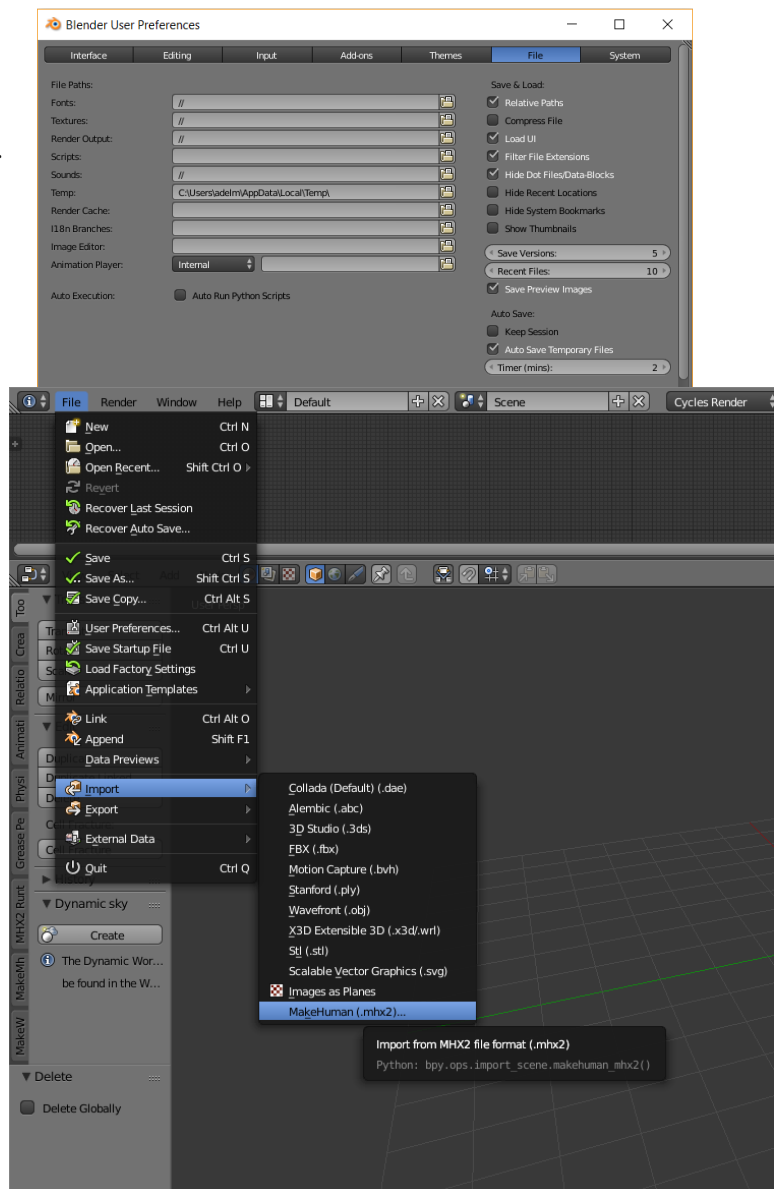 Blender User Preferences
Interface Editing Input Add-ons Themes File System
File Paths:
Fonts: //
Textures: //
Render Output: //
Scripts:
Sounds: //
Temp: C:\Users\adelm\AppData\Local\Temp\
Render Cache:
I18n Branches:
Image Editor:
Animation Player: Internal
Auto Execution: Auto Run Python Scripts
Save & Load:
Relative Paths
Compress File
Load UI
Filter File Extensions
Hide Dot Files/Data-Blocks
Hide Recent Locations
Hide System Bookmarks
Show Thumbnails
Save Versions: 5
Recent Files: 10
Save Preview Images
Auto Save:
Keep Session
Auto Save Temporary Files
Timer (mins): 2
File Render Window Help Default Scene Cycles Render
New Ctrl N
Open... Ctrl O
Open Recent... Shift Ctrl O
Revert
Recover Last Session
Recover Auto Save...
Save Ctrl S
Save As... Shift Ctrl S
Save Copy... Ctrl Alt S
User Preferences... Ctrl Alt U
Save Startup File Ctrl U
Load Factory Settings
Application Templates
Link Ctrl Alt O
Append Shift F1
Data Previews
Import
Export
External Data
Quit Ctrl Q
Collada (Default) (.dae)
Alembic (.abc)
3D Studio (.3ds)
FBX (.fbx)
Motion Capture (.bvh)
Stanford (.ply)
Wavefront (.obj)
X3D Extensible 3D (.x3d/.wrl)
Stl (.stl)
Scalable Vector Graphics (.svg)
Images as Planes
MakeHuman (.mhx2)...
Import from MHX2 file format (.mhx2)
Python: bpy.ops.import_scene.makehuman_mhx2()
Too
Crea
Relatio
Animati
Physi
Grease Pe
MHX2 Runt
MakeMh
MakeW
Dynamic sky
Create
The Dynamic Wor...
be found in the W...
Delete
Delete Globally